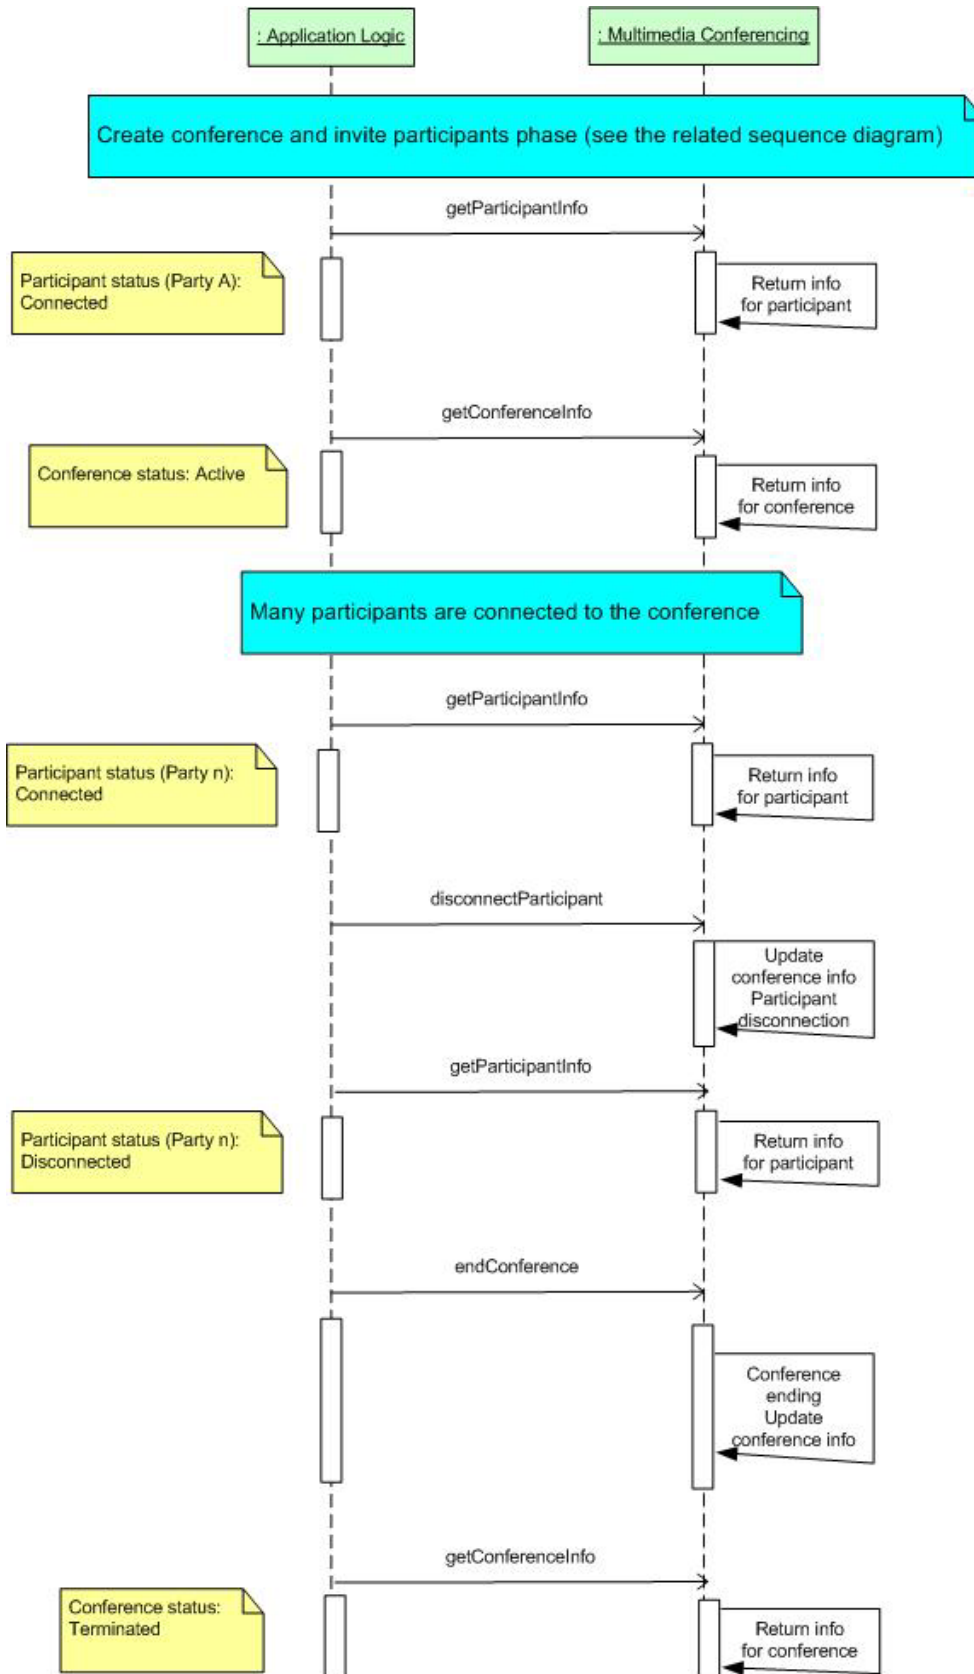 : Application Logic
: Multimedia Conferencing
Create conference and invite participants phase (see the related sequence diagram)
getParticipantInfo
Participant status (Party A):
Connected
Return info
for participant
getConferenceInfo
Conference status: Active
Return info
for conference
Many participants are connected to the conference
getParticipantInfo
Participant status (Party n):
Connected
Return info
for participant
disconnectParticipant
Update
conference info
Participant
disconnection
getParticipantInfo
Participant status (Party n):
Disconnected
Return info
for participant
endConference
Conference
ending
Update
conference info
getConferenceInfo
Conference status:
Terminated
Return info
for conference